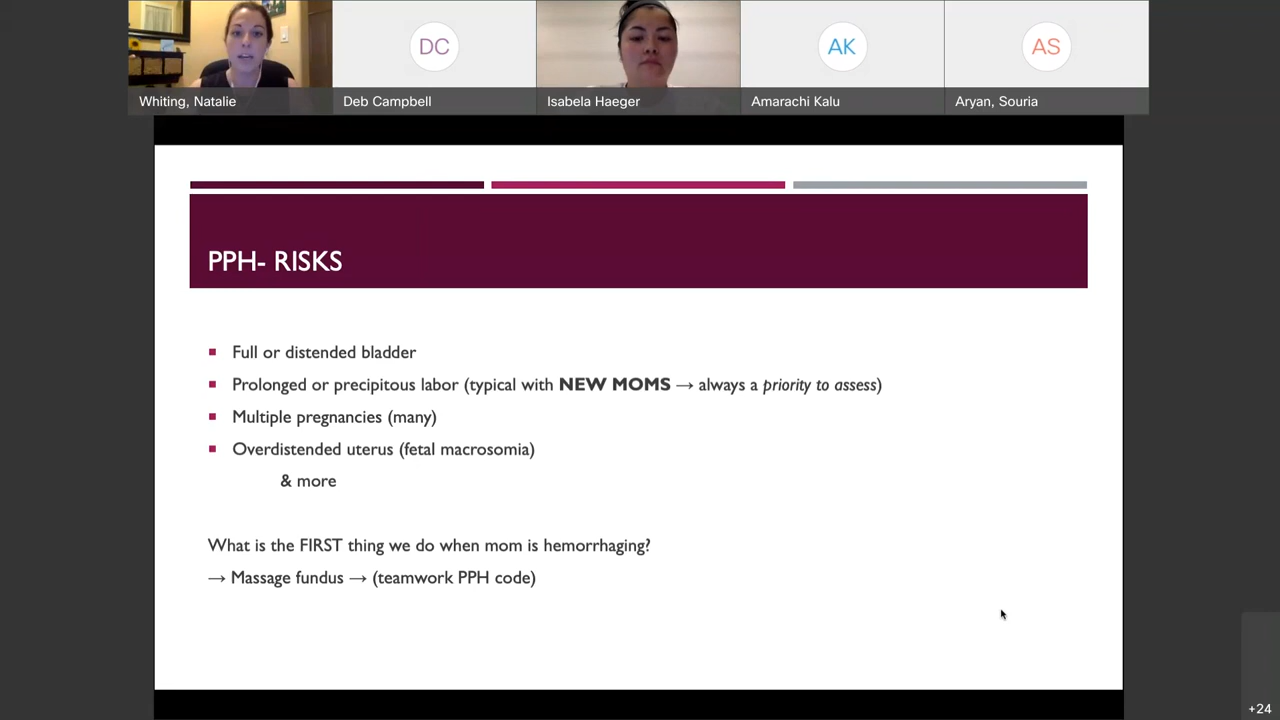 DC
AK
AS
Whiting, Natalie
Deb Campbell
Isabela Haeger
Amarachi Kalu
Aryan, Souria
PPH- RISKS
▪ Full or distended bladder
▪ Prolonged or precipitous labor (typical with NEW MOMS → always a priority to assess)
▪ Multiple pregnancies (many)
▪ Overdistended uterus (fetal macrosomia)
& more
What is the FIRST thing we do when mom is hemorrhaging?
→ Massage fundus → (teamwork PPH code)
+24